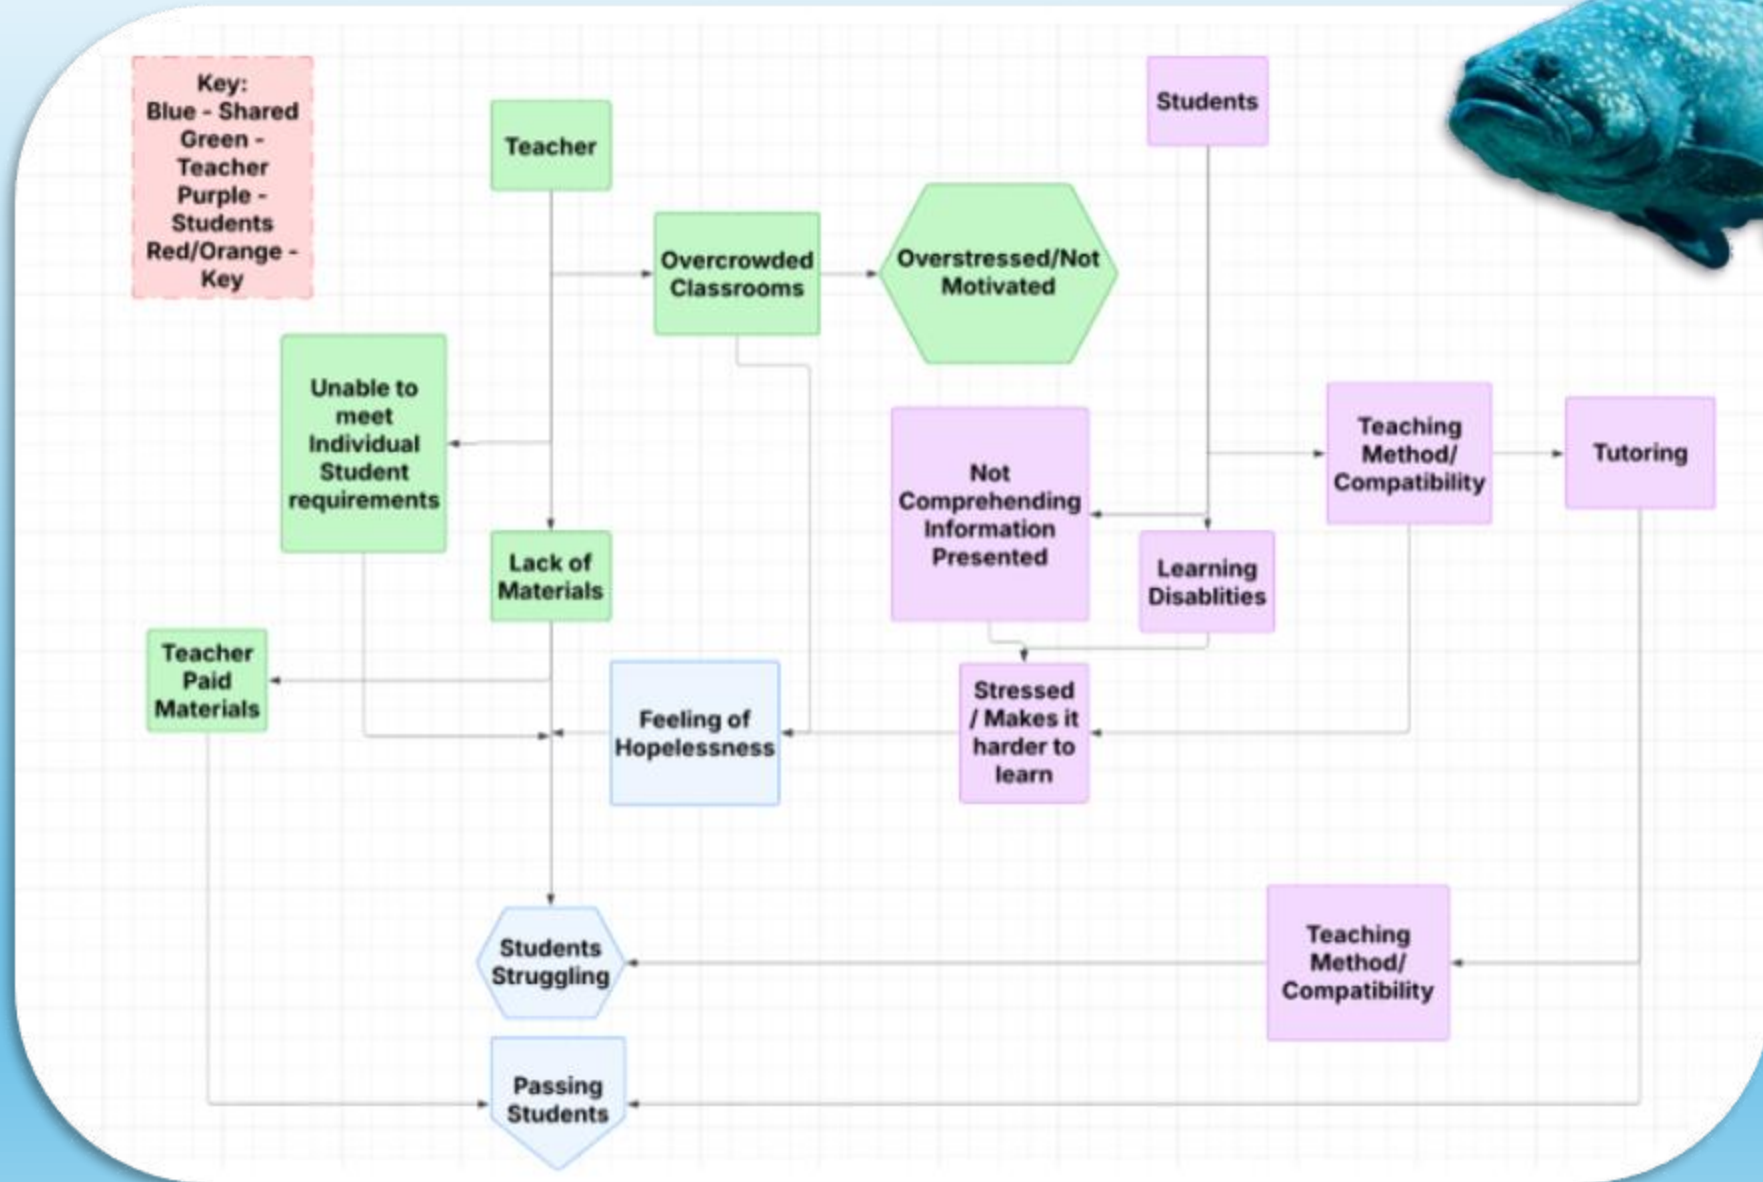 Key:
Blue - Shared
Green -
Teacher
Purple -
Students
Red/Orange -
Key
Teacher
Students
Overcrowded
Classrooms
Overstressed/Not
Motivated
Unable to
meet
Individual
Student
requirements
Not
Comprehending
Information
Presented
Teaching
Method/
Compatibility
Tutoring
Lack of
Materials
Learning
Disablities
Teacher
Paid
Materials
Feeling of
Hopelessness
Stressed
/ Makes it
harder to
learn
Students
Struggling
Teaching
Method/
Compatibility
Passing
Students